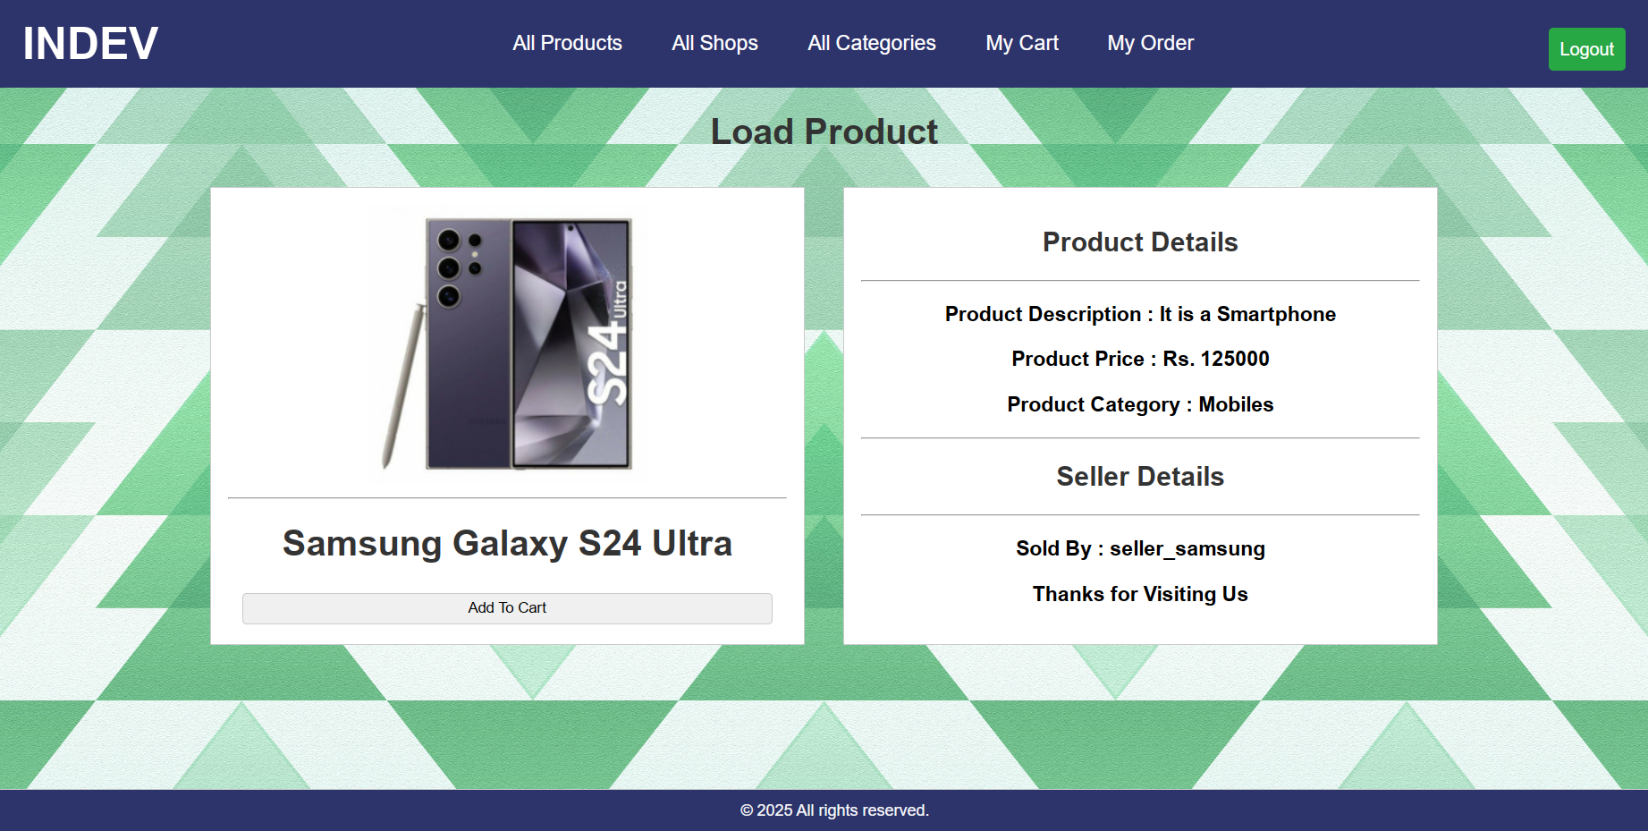 INDEV
All Products
All Shops
All Categories
My Cart
My Order
Logout
Load Product
S24 Ultra
Samsung Galaxy S24 Ultra
Add To Cart
Product Details
Product Description : It is a Smartphone
Product Price : Rs. 125000
Product Category : Mobiles
Seller Details
Sold By : seller_samsung
Thanks for Visiting Us
© 2025 All rights reserved.